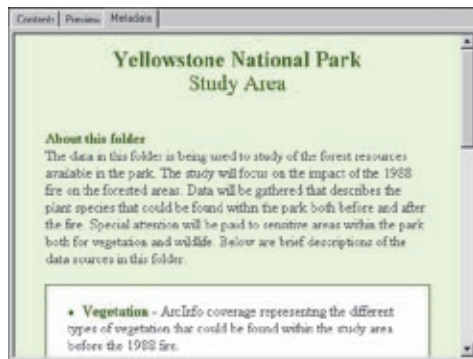 Contents Preview Metadata
Yellowstone National Park
Study Area
About this folder
The data in this folder is being used to study of the forest resources
available in the park. The study will focus on the impact of the 1988
fire on the forested areas. Data will be gathered that describes the
plant species that could be found within the park both before and after
the fire. Special attention will be paid to sensitive areas within the park
both for vegetation and wildlife. Below are brief descriptions of the
data sources in this folder.
• Vegetation - ArcInfo coverage representing the different
types of vegetation that could be found within the study area
before the 1988 fire.